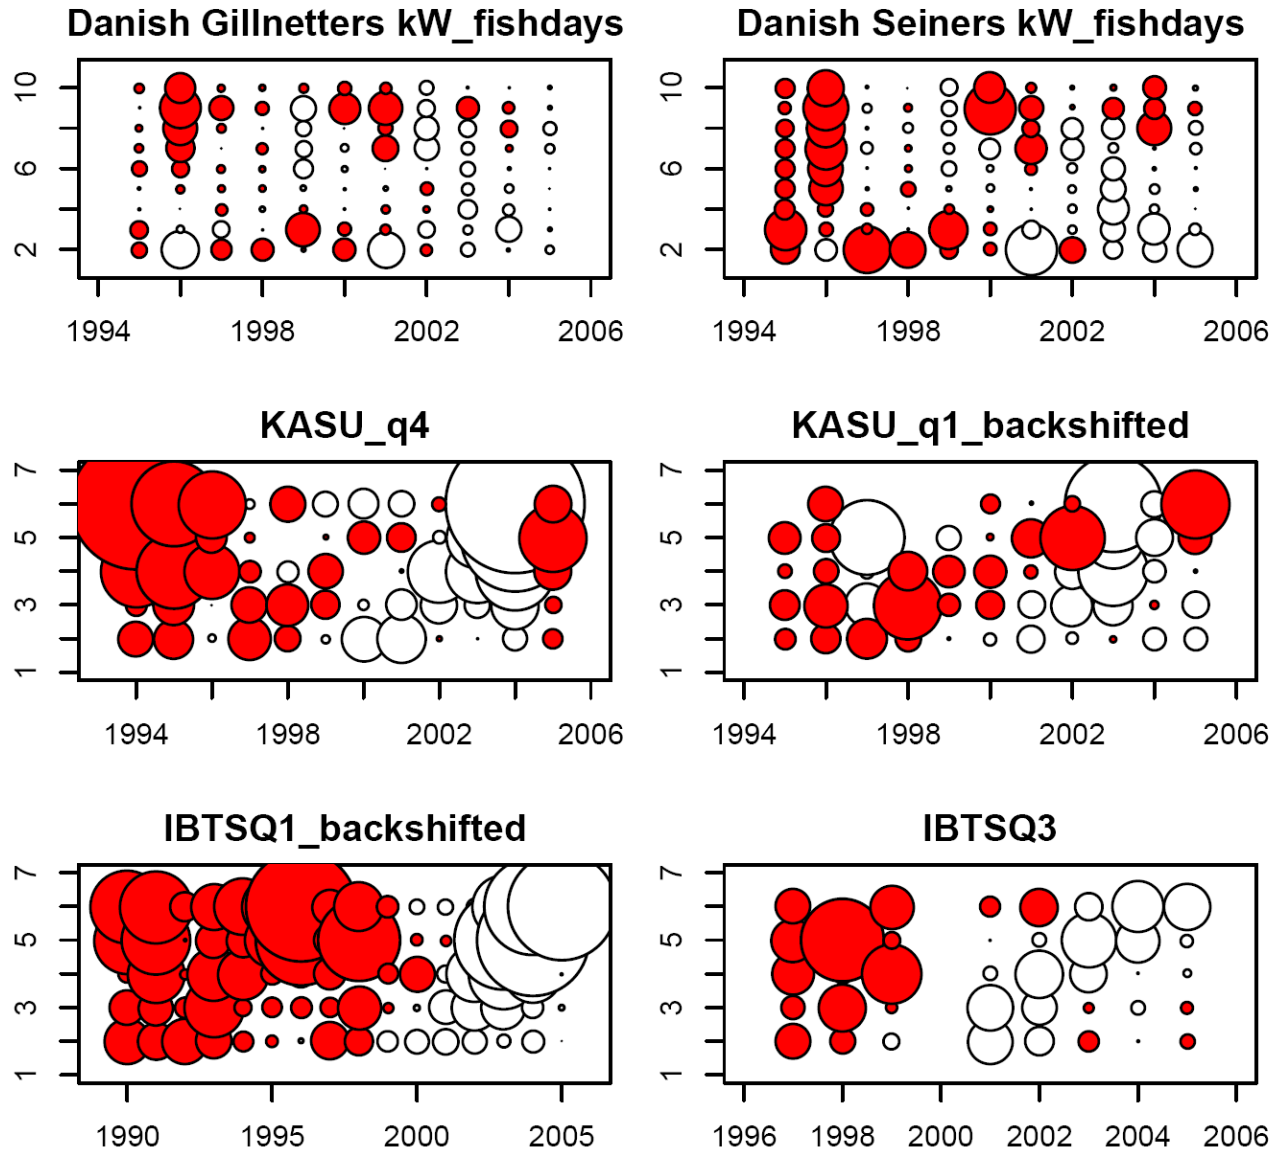 Danish Gillnetters kW_fishdays
10
6
2
1994 1998 2002 2006
Danish Seiners kW_fishdays
10
6
2
1994 1998 2002 2006
KASU_q4
7
5
3
1
1994 1998 2002 2006
KASU_q1_backshifted
7
5
3
1
1994 1998 2002 2006
IBTSQ1_backshifted
7
5
3
1
1990 1995 2000 2005
IBTSQ3
7
5
3
1
1996 1998 2000 2002 2004 2006